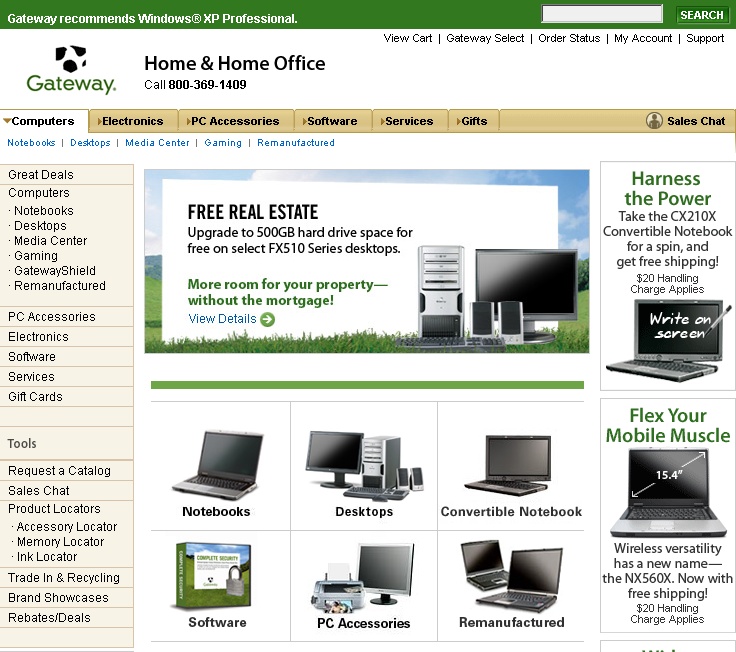 Gateway recommends Windows® XP Professional.
SEARCH
View Cart | Gateway Select | Order Status | My Account | Support
Gateway.
Home & Home Office
Call 800-369-1409
Computers
Electronics
PC Accessories
Software
Services
Gifts
Sales Chat
Notebooks | Desktops | Media Center | Gaming | Remanufactured
Great Deals
Computers
· Notebooks
· Desktops
· Media Center
· Gaming
· GatewayShield
· Remanufactured
PC Accessories
Electronics
Software
Services
Gift Cards
Tools
Request a Catalog
Sales Chat
Product Locators
· Accessory Locator
· Memory Locator
· Ink Locator
Trade In & Recycling
Brand Showcases
Rebates/Deals
FREE REAL ESTATE
Upgrade to 500GB hard drive space for
free on select FX510 Series desktops.
More room for your property—
without the mortgage!
View Details
Notebooks
Desktops
Convertible Notebook
COMPLETE SECURITY
Software
PC Accessories
Remanufactured
Harness
the Power
Take the CX210X
Convertible Notebook
for a spin, and
get free shipping!
$20 Handling
Charge Applies
Write on
screen
Flex Your
Mobile Muscle
15.4"
Wireless versatility
has a new name—
the NX560X. Now with
free shipping!
$20 Handling
Charge Applies